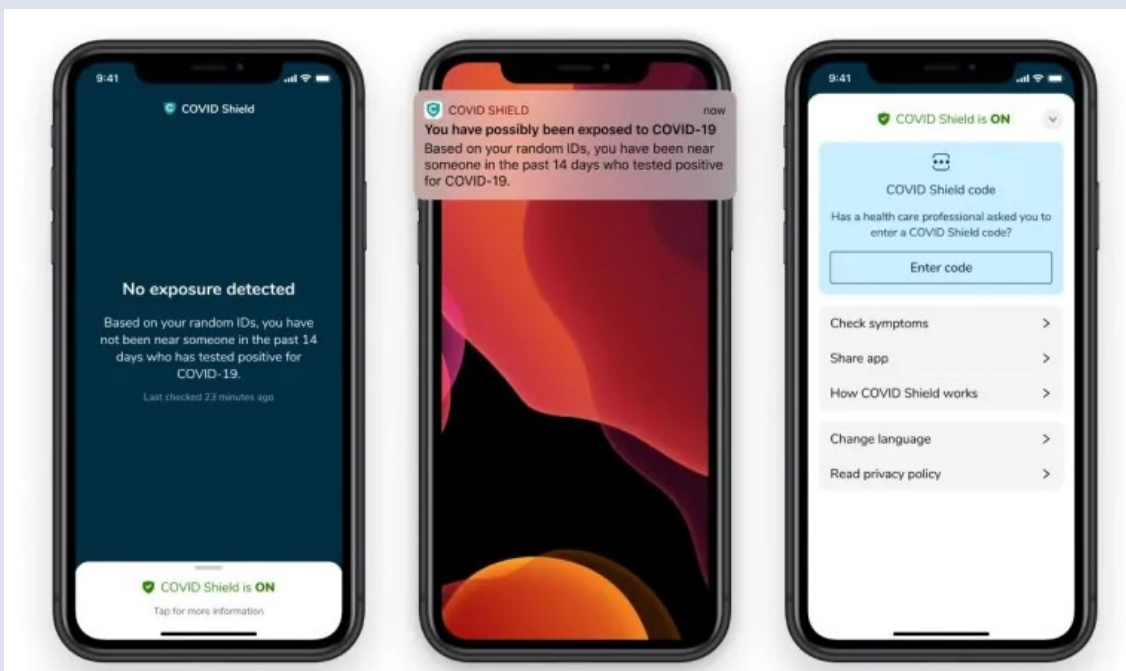 9:41
COVID Shield
No exposure detected
Based on your random IDs, you have
not been near someone in the past 14
days who has tested positive for
COVID-19.
Last checked 23 minutes ago
COVID Shield is ON
Tap for more information
COVID SHIELD now
You have possibly been exposed to COVID-19
Based on your random IDs, you have been near
someone in the past 14 days who tested positive
for COVID-19.
9:41
COVID Shield is ON
COVID Shield code
Has a health care professional asked you to
enter a COVID Shield code?
Enter code
Check symptoms
Share app
How COVID Shield works
Change language
Read privacy policy